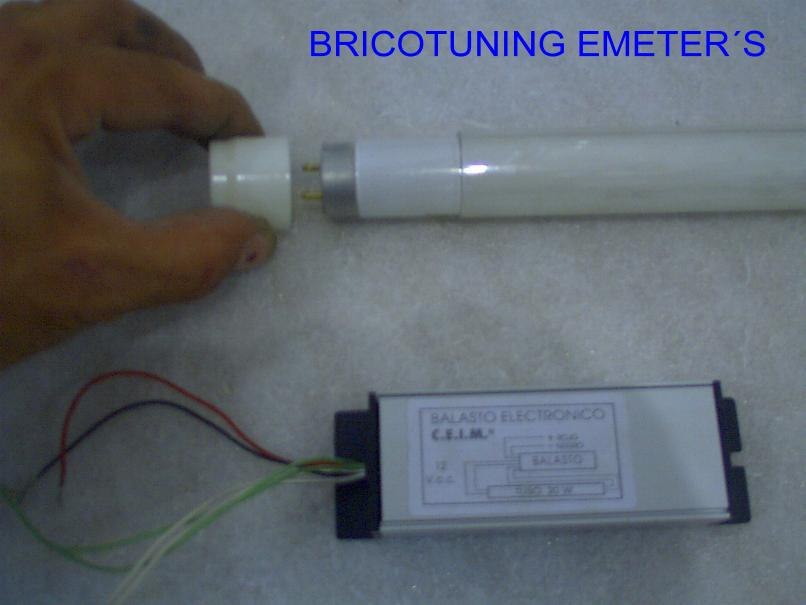 BRICOTUNING EMETER´S
BALASTO ELECTRONICO
C.E.I.M.
+ ROJO
- NEGRO
12
V.c.c.
BALASTO
TUBO 20 W